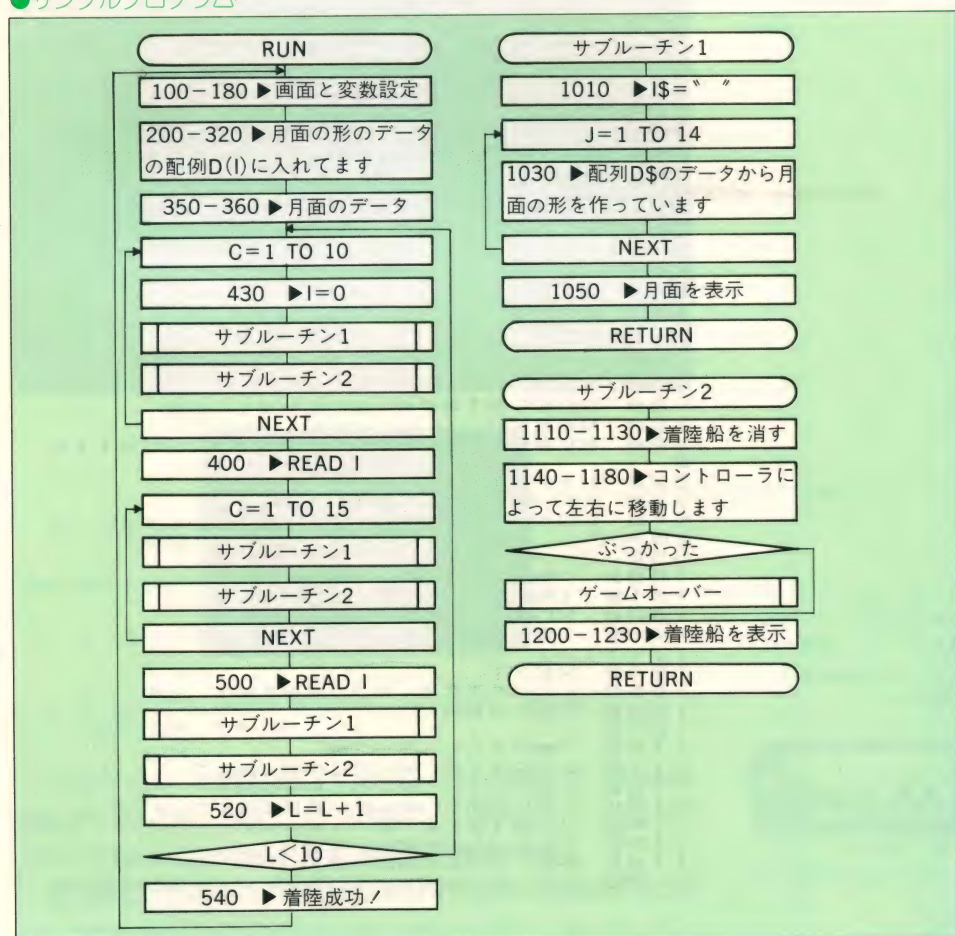 ●サンプルプログラム
RUN
100-180 ▶画面と変数設定
200-320 ▶月面の形のデータ
の配例D(I)に入れてます
350-360 ▶月面のデータ
C=1 TO 10
430 ▶I=0
サブルーチン1
サブルーチン2
NEXT
400 ▶READ I
C=1 TO 15
サブルーチン1
サブルーチン2
NEXT
500 ▶READ I
サブルーチン1
サブルーチン2
520 ▶L=L+1
L<10
540 ▶着陸成功!
サブルーチン1
1010 ▶I$=〝 〞
J=1 TO 14
1030 ▶配列D$のデータから月
面の形を作っています
NEXT
1050 ▶月面を表示
RETURN
サブルーチン2
1110-1130▶着陸船を消す
1140-1180▶コントローラに
よって左右に移動します
ぶっかった
ゲームオーバー
1200-1230▶着陸船を表示
RETURN